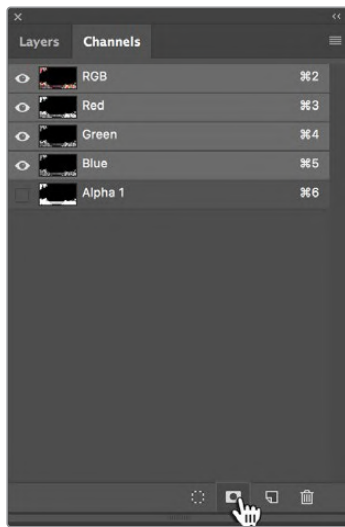 Layers Channels
RGB ⌘2
Red ⌘3
Green ⌘4
Blue ⌘5
Alpha 1 ⌘6